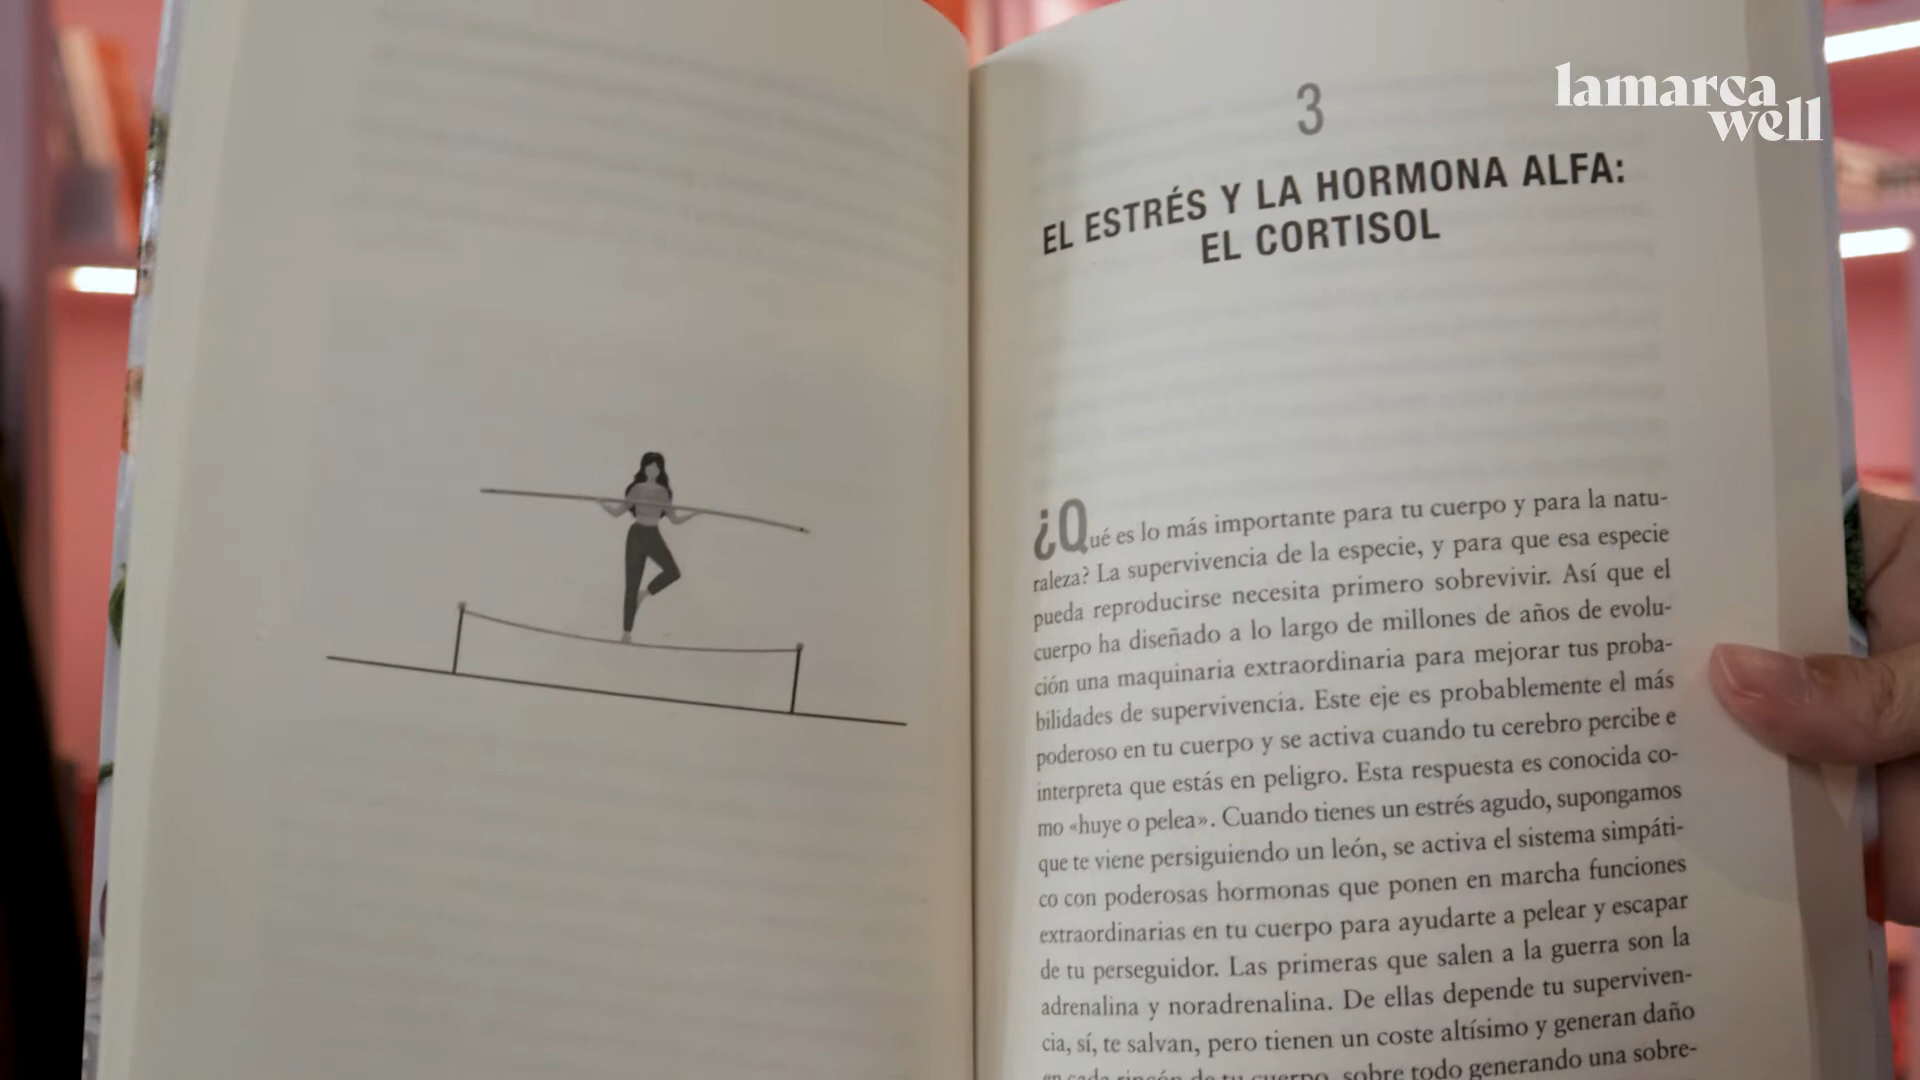 lamarca
well
3
EL ESTRÉS Y LA HORMONA ALFA:
EL CORTISOL
¿Qué es lo más importante para tu cuerpo y para la natu-
raleza? La supervivencia de la especie, y para que esa especie
pueda reproducirse necesita primero sobrevivir. Así que el
cuerpo ha diseñado a lo largo de millones de años de evolu-
ción una maquinaria extraordinaria para mejorar tus proba-
bilidades de supervivencia. Este eje es probablemente el más
poderoso en tu cuerpo y se activa cuando tu cerebro percibe e
interpreta que estás en peligro. Esta respuesta es conocida co-
mo «huye o pelea». Cuando tienes un estrés agudo, supongamos
que te viene persiguiendo un león, se activa el sistema simpáti-
co con poderosas hormonas que ponen en marcha funciones
extraordinarias en tu cuerpo para ayudarte a pelear y escapar
de tu perseguidor. Las primeras que salen a la guerra son la
adrenalina y noradrenalina. De ellas depende tu superviven-
cia, sí, te salvan, pero tienen un coste altísimo y generan daño
en cada rincón de tu cuerpo, sobre todo generando una sobre-